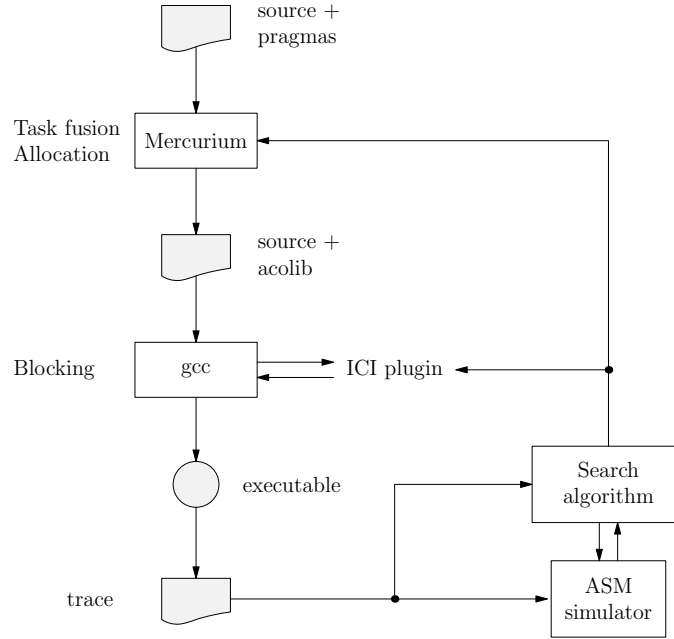 source +
pragmas
Task fusion
Allocation
Mercurium
source +
acolib
Blocking
gcc
ICI plugin
executable
Search
algorithm
trace
ASM
simulator